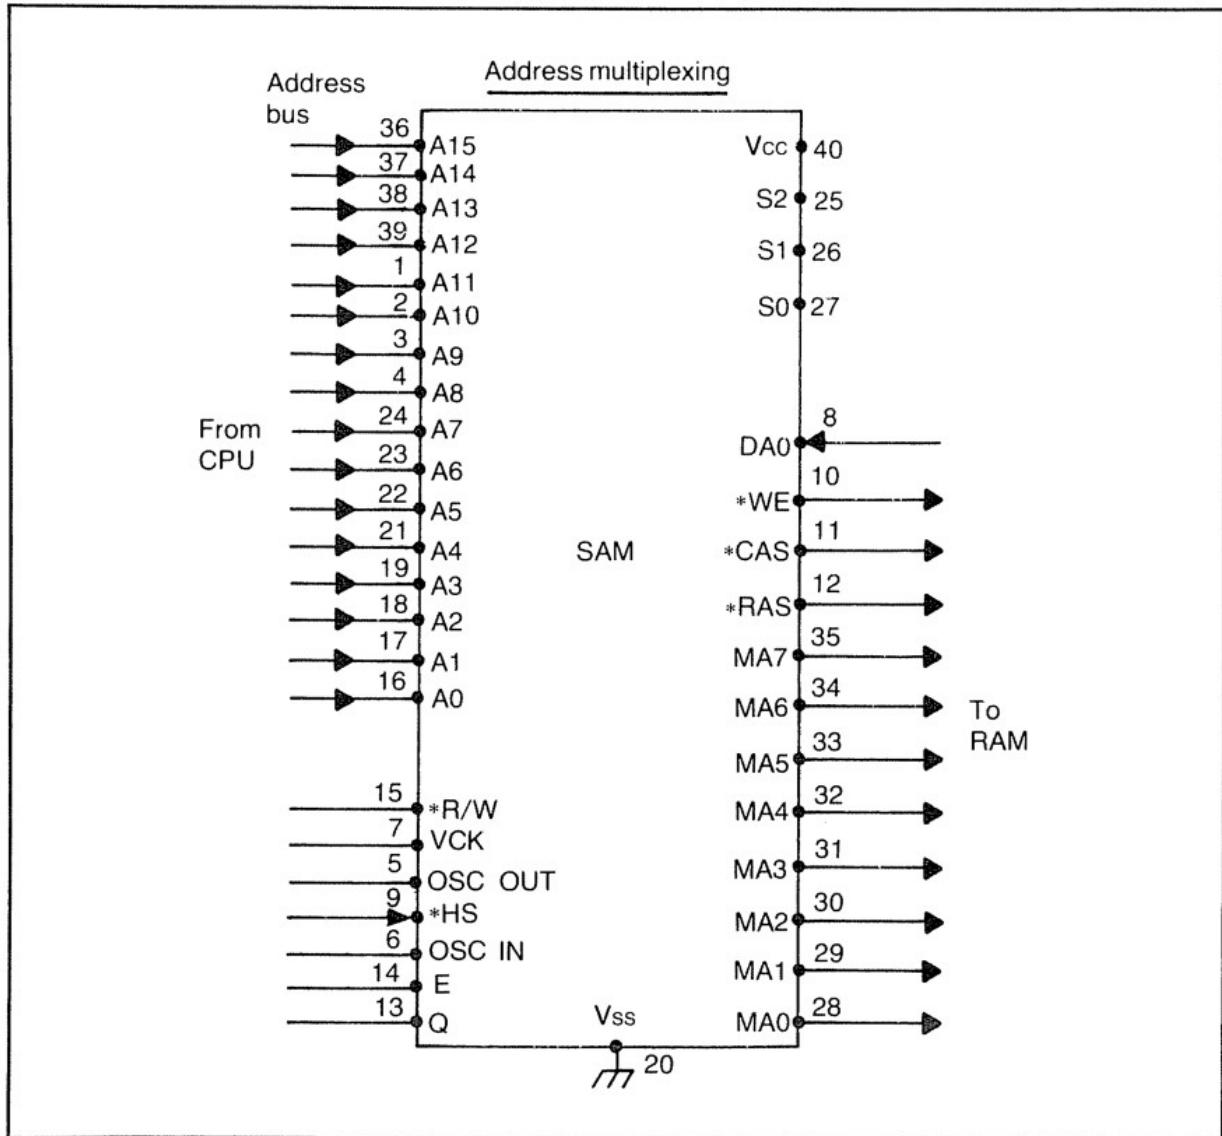 Address multiplexing
Address
bus
36 A15
37 A14
38 A13
39 A12
1 A11
2 A10
3 A9
4 A8
24 A7
23 A6
22 A5
21 A4
19 A3
18 A2
17 A1
16 A0
From
CPU
15 *R/W
7 VCK
5 OSC OUT
9 *HS
6 OSC IN
14 E
13 Q
SAM
Vss
20
Vcc 40
S2 25
S1 26
S0 27
DA0 8
*WE 10
*CAS 11
*RAS 12
MA7 35
MA6 34
MA5 33
MA4 32
MA3 31
MA2 30
MA1 29
MA0 28
To
RAM